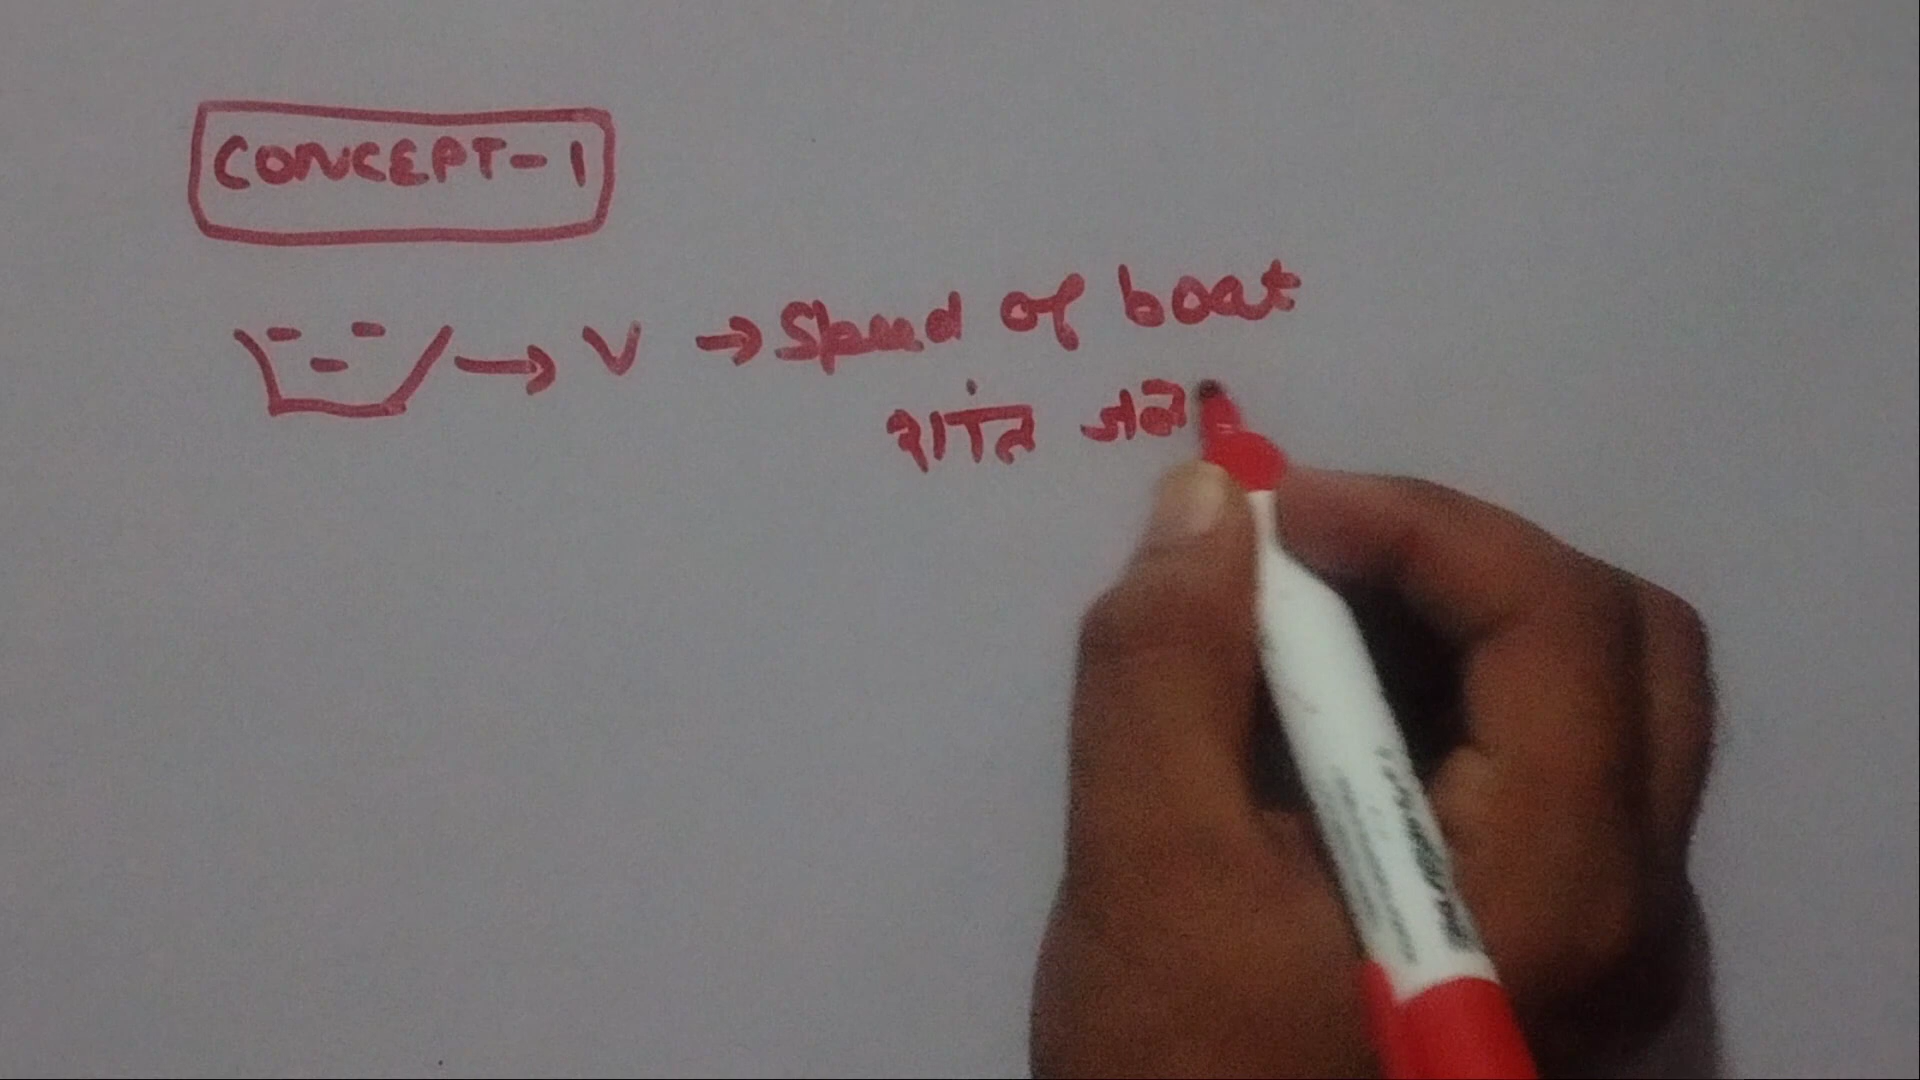 CONCEPT-1
→ V → Speed of boat
शांत जल